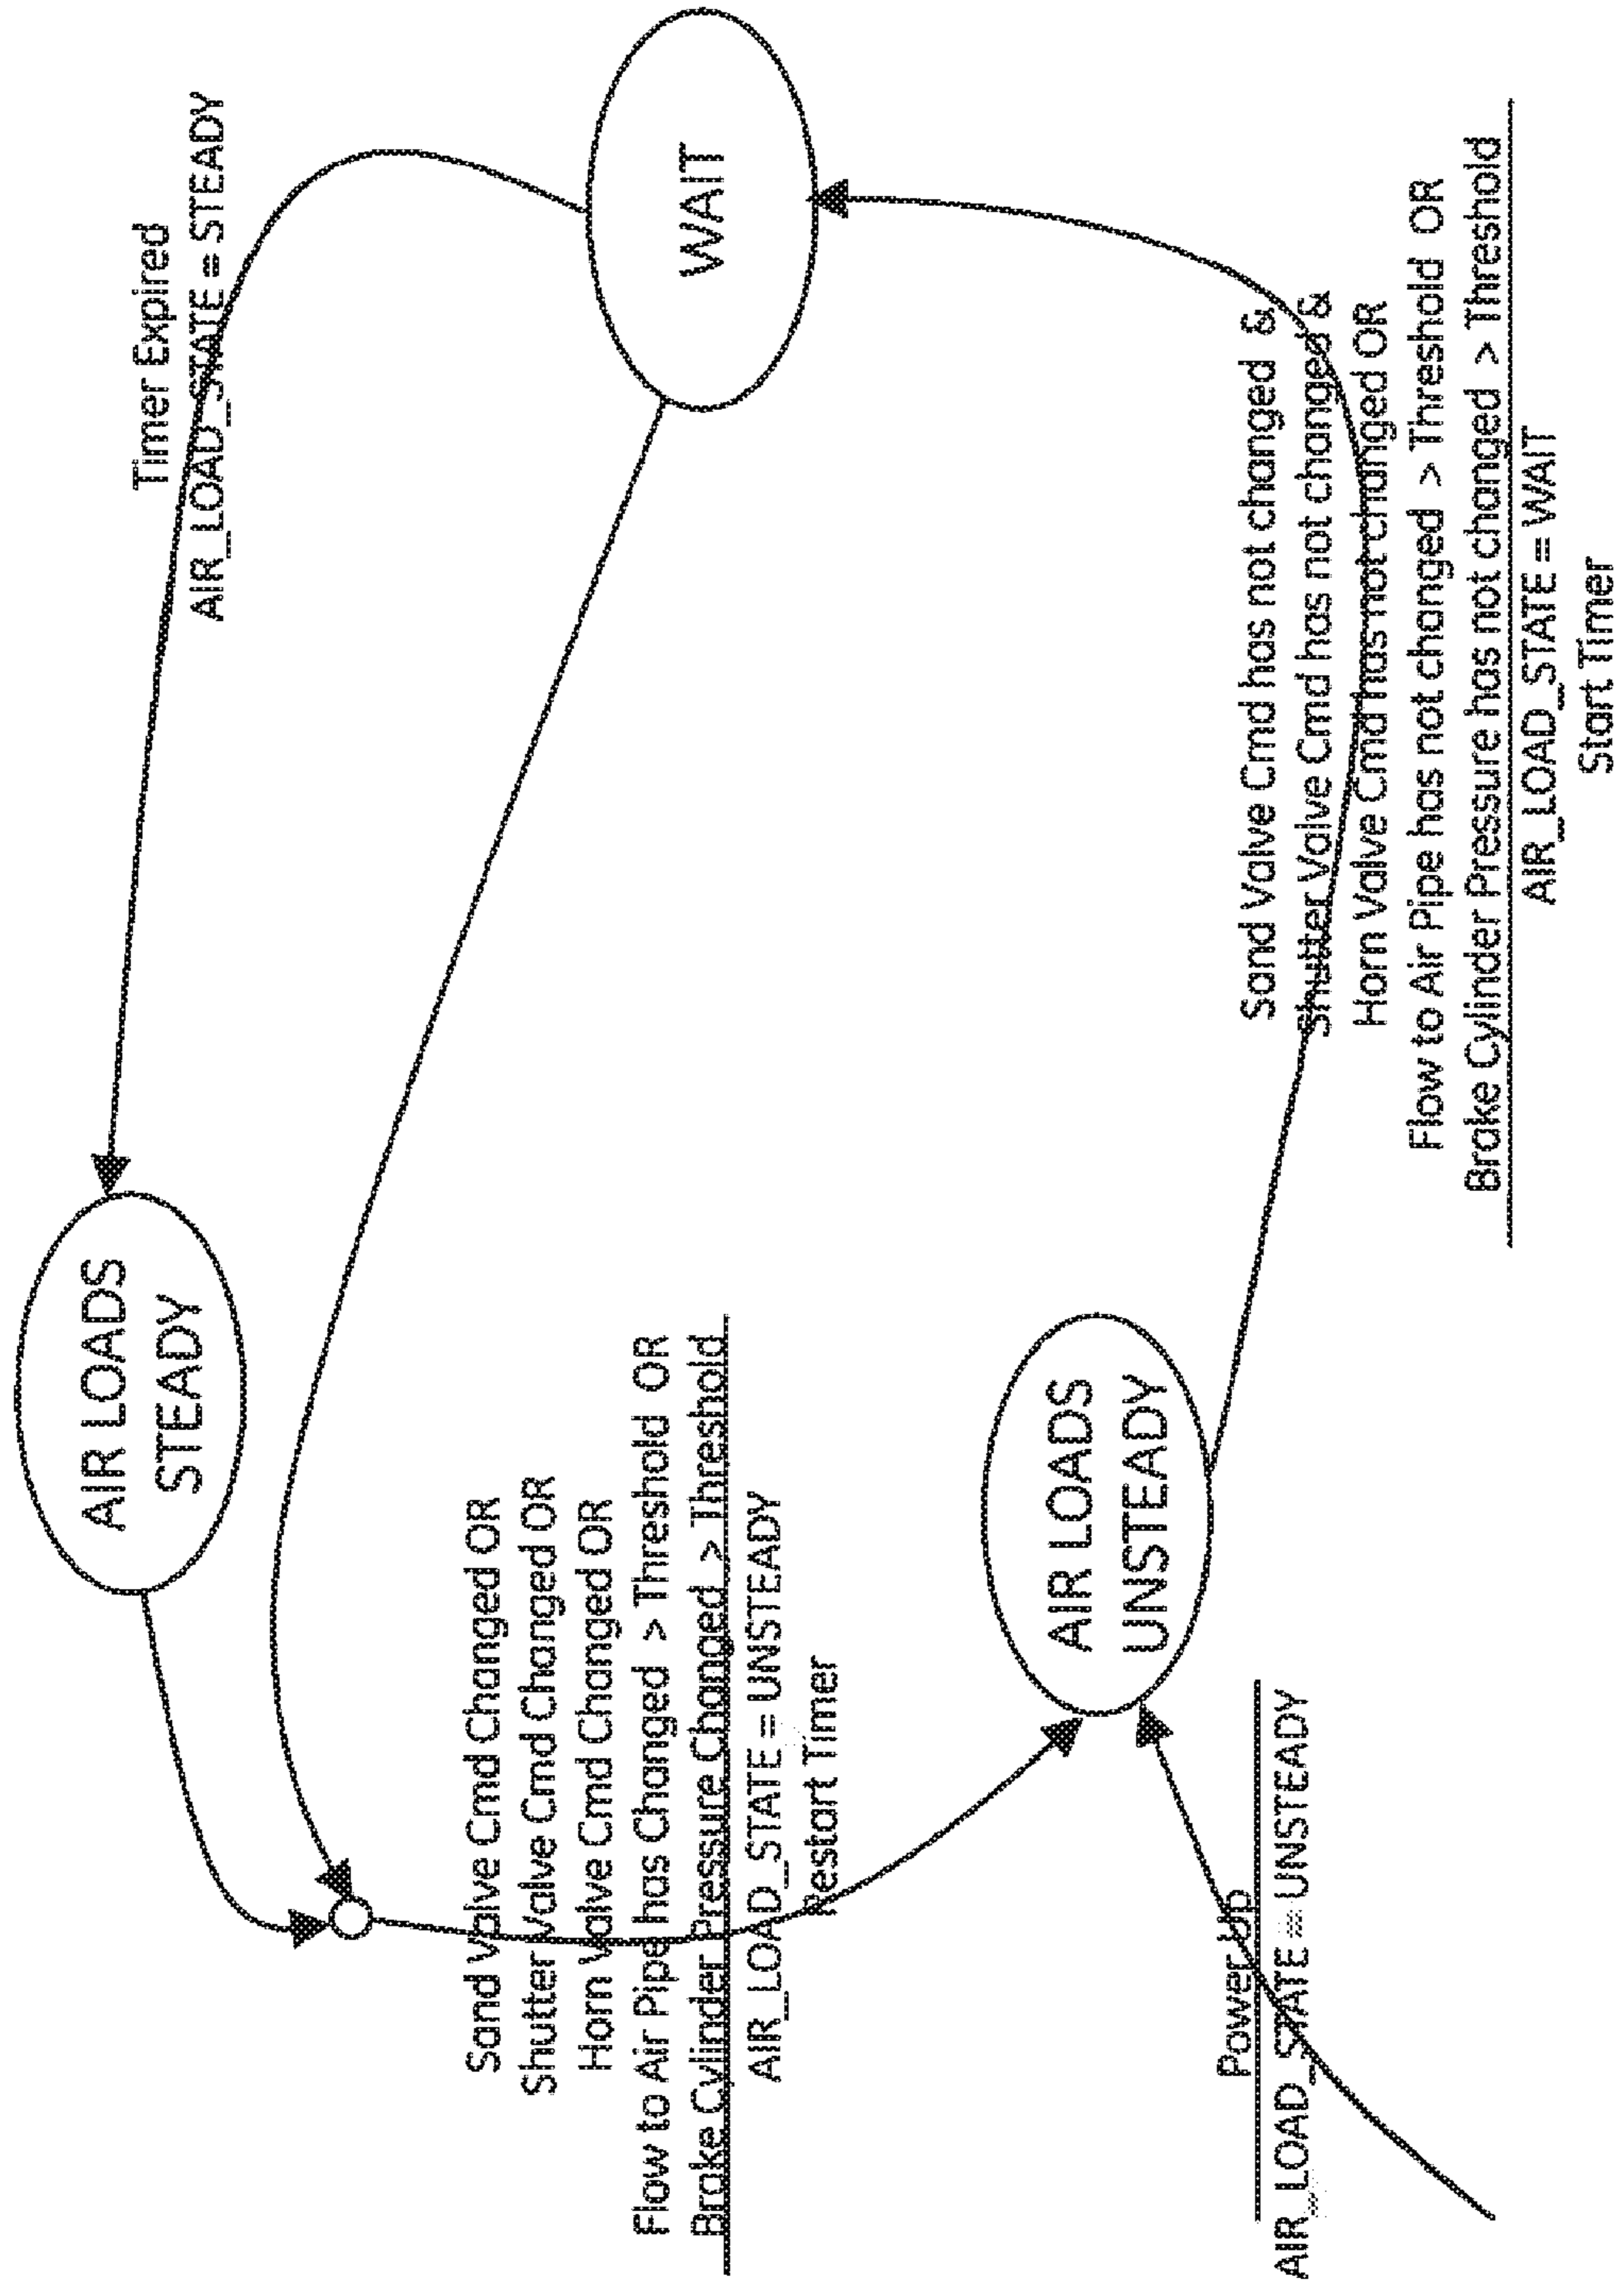 AIR LOADS
STEADY
Timer Expired
AIR_LOAD_STATE = STEADY
WAIT
Sand Valve Cmd Changed OR
Shutter Valve Cmd Changed OR
Horn Valve Cmd Changed OR
Flow to Air Pipe has Changed > Threshold OR
Brake Cylinder Pressure Changed > Threshold
AIR_LOAD_STATE = UNSTEADY
Restart Timer
AIR LOADS
UNSTEADY
Power Up
AIR_LOAD_STATE = UNSTEADY
Sand Valve Cmd has not changed &
Shutter Valve Cmd has not changed &
Horn Valve Cmd has not changed OR
Flow to Air Pipe has not changed > Threshold OR
Brake Cylinder Pressure has not changed > Threshold
AIR_LOAD_STATE = WAIT
Start Timer